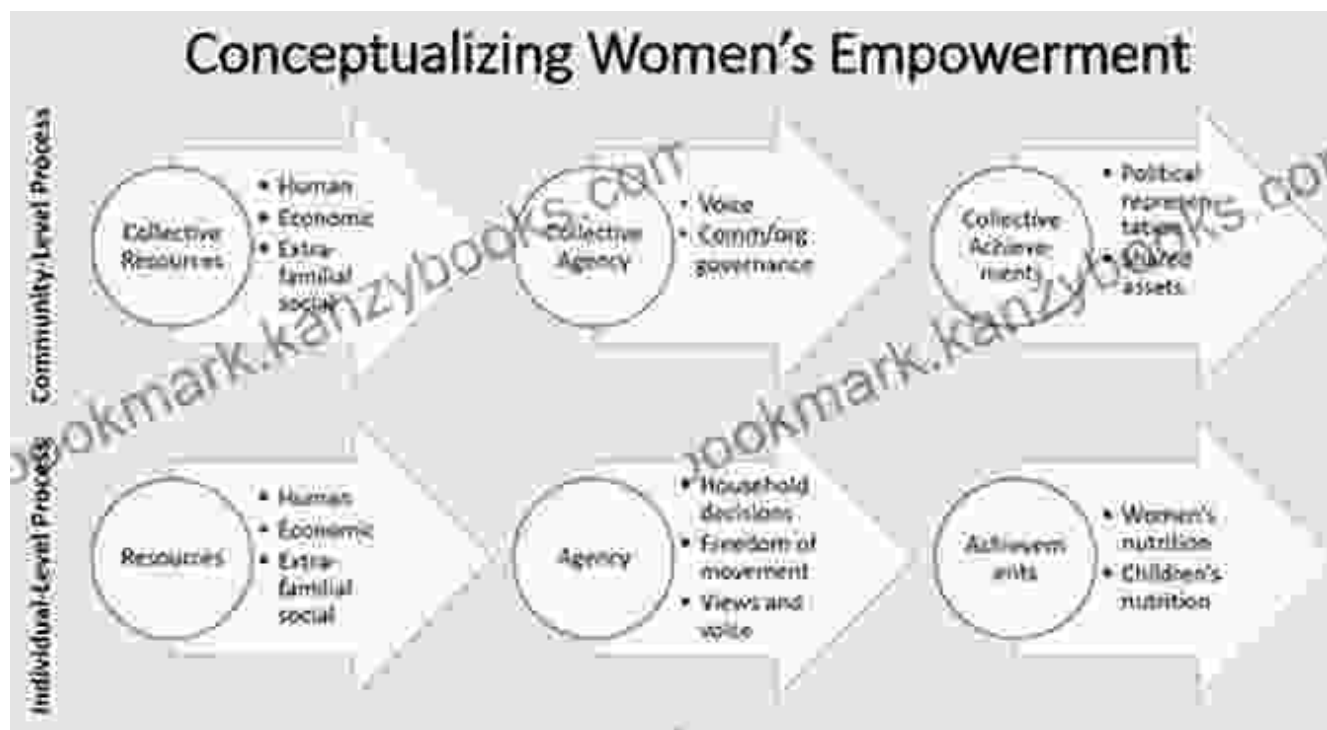 Conceptualizing Women's Empowerment
Community-Level Process
Collective
Resources
• Human
• Economic
• Extra-
familial
social
Collective
Agency
• Voice
• Comm/org
governance
Collective
Achieve-
ments
• Political
represen-
tation
• Shared
assets
Individual-Level Process
Resources
• Human
• Economic
• Extra-
familial
social
Agency
• Household
decisions
• Freedom of
movement
• Views and
voice
Achievem
ents
• Women's
nutrition
• Children's
nutrition
bookmark.kanzybooks.com
bookmark.kanzybooks.com